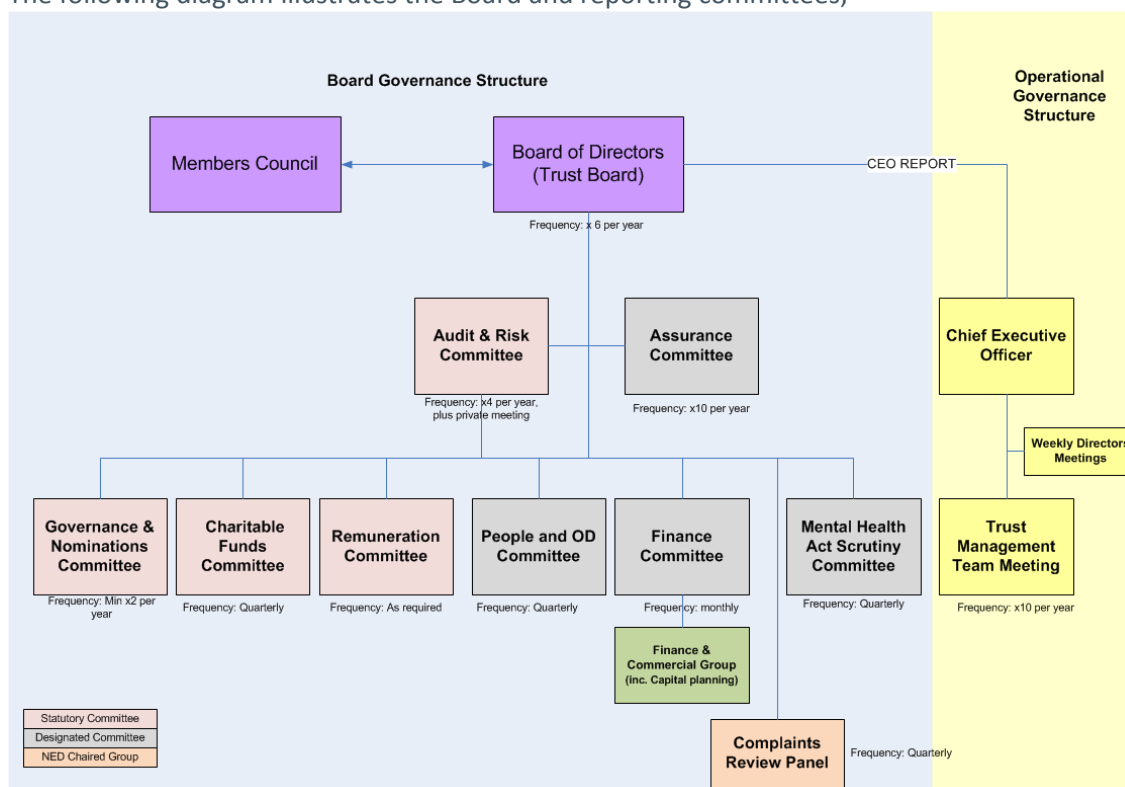 The following diagram illustrates the Board and reporting committees;
Board Governance Structure
Operational
Governance
Structure
Members Council
Board of Directors
(Trust Board)
CEO REPORT
Frequency: x 6 per year
Audit & Risk
Committee
Assurance
Committee
Chief Executive
Officer
Frequency: x4 per year,
plus private meeting
Frequency: x10 per year
Weekly Directors
Meetings
Governance &
Nominations
Committee
Charitable
Funds
Committee
Remuneration
Committee
People and OD
Committee
Finance
Committee
Mental Health
Act Scrutiny
Committee
Trust
Management
Team Meeting
Frequency: Min x2 per
year
Frequency: Quarterly
Frequency: As required
Frequency: Quarterly
Frequency: monthly
Frequency: Quarterly
Frequency: x10 per year
Finance &
Commercial Group
(inc. Capital planning)
Statutory Committee
Designated Committee
NED Chaired Group
Complaints
Review Panel
Frequency: Quarterly